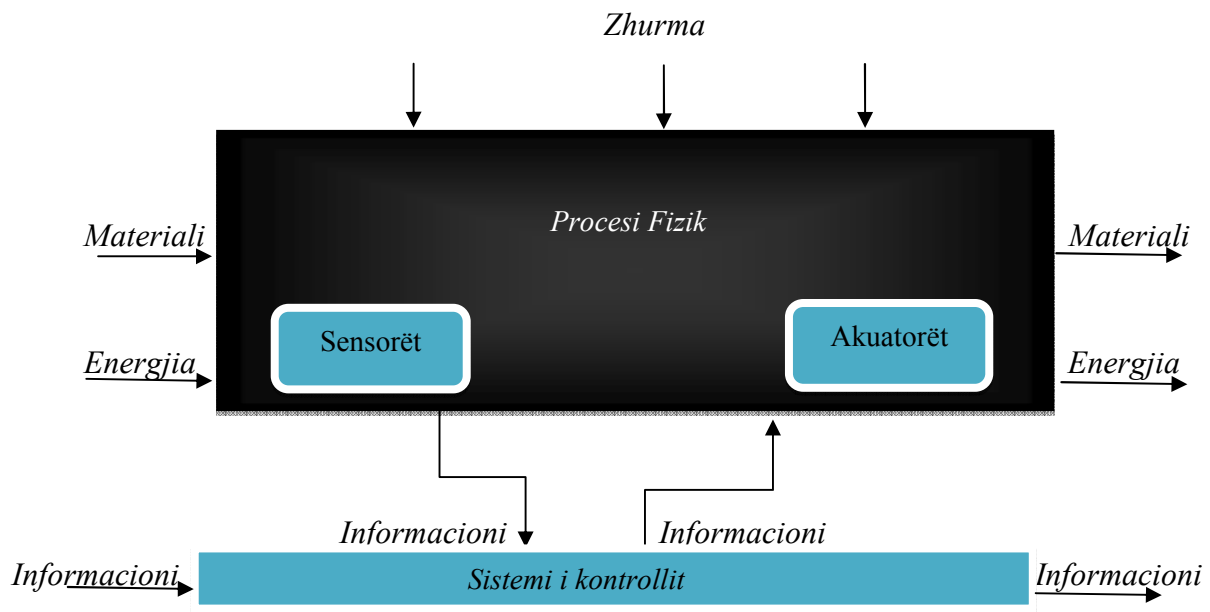 Zhurma
Procesi Fizik
Materiali
Materiali
Sensorët
Akuatorët
Energjia
Energjia
Informacioni
Informacioni
Informacioni
Sistemi i kontrollit
Informacioni